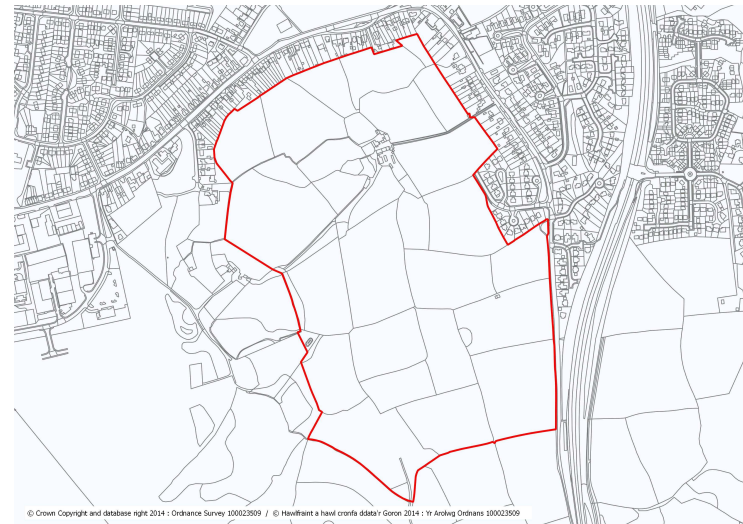 © Crown Copyright and database right 2014 : Ordnance Survey 100023509 / © Hawlfraint a hawl cronfa ddata'r Goron 2014 : Yr Arolwg Ordnans 100023509